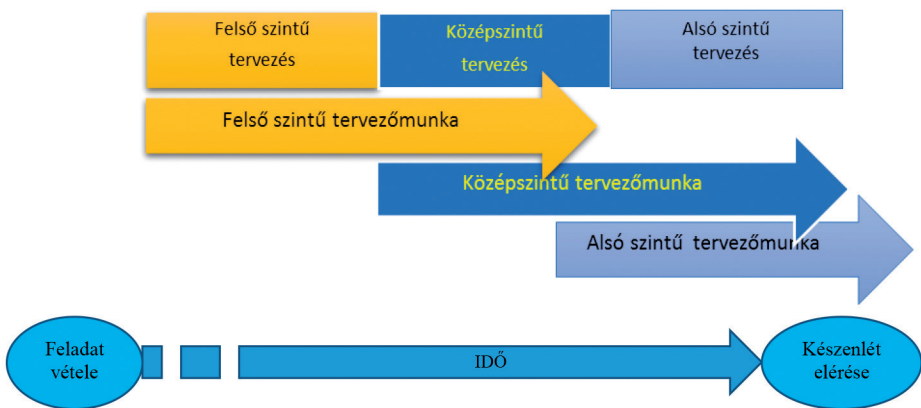 Felső szintű
tervezés
Középszintű
tervezés
Alsó szintű
tervezés
Felső szintű tervezőmunka
Középszintű tervezőmunka
Alsó szintű tervezőmunka
Feladat
vétele
IDŐ
Készenlét
elérése